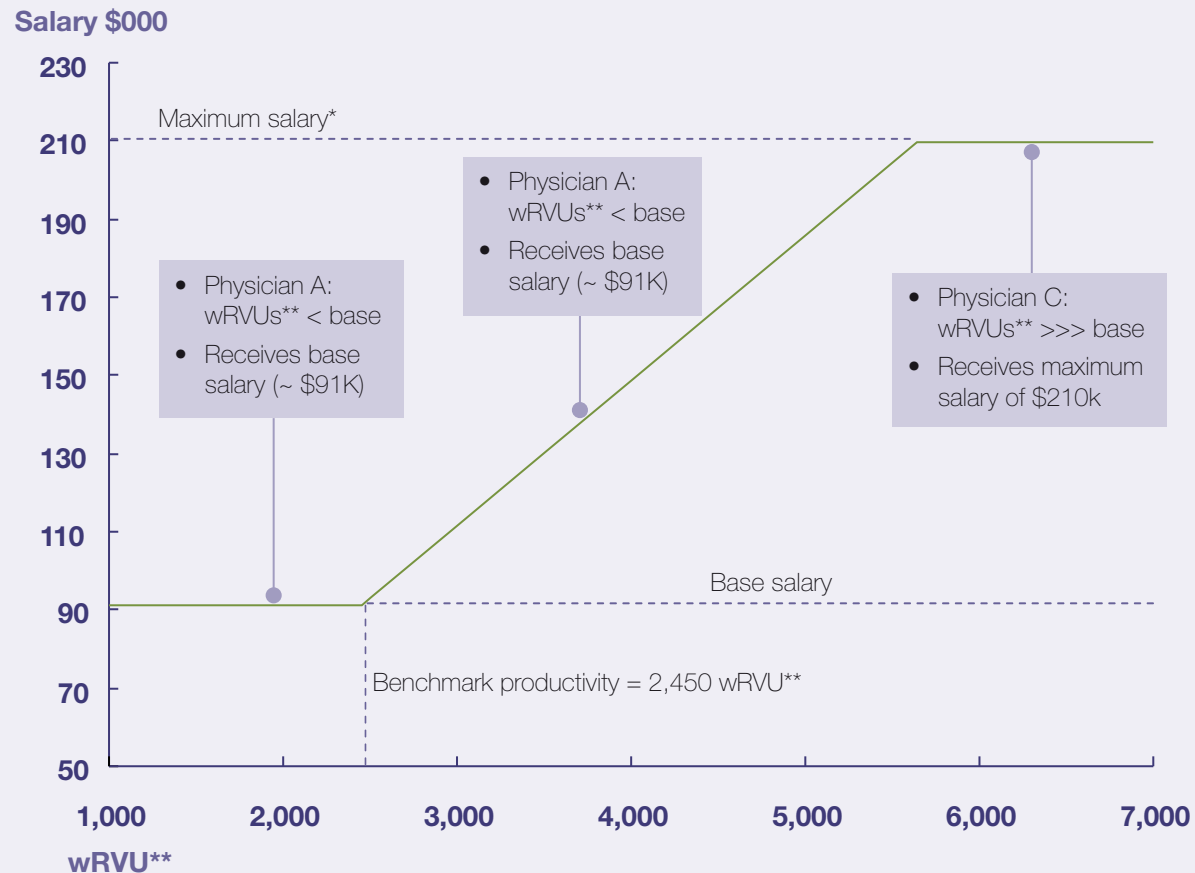 Salary $000
230
210
190
170
150
130
110
90
70
50
Maximum salary*
• Physician A:
wRVUs** < base
• Receives base
salary (~ $91K)
• Physician A:
wRVUs** < base
• Receives base
salary (~ $91K)
• Physician C:
wRVUs** >>> base
• Receives maximum
salary of $210k
Base salary
Benchmark productivity = 2,450 wRVU**
1,000 2,000 3,000 4,000 5,000 6,000 7,000
wRVU**